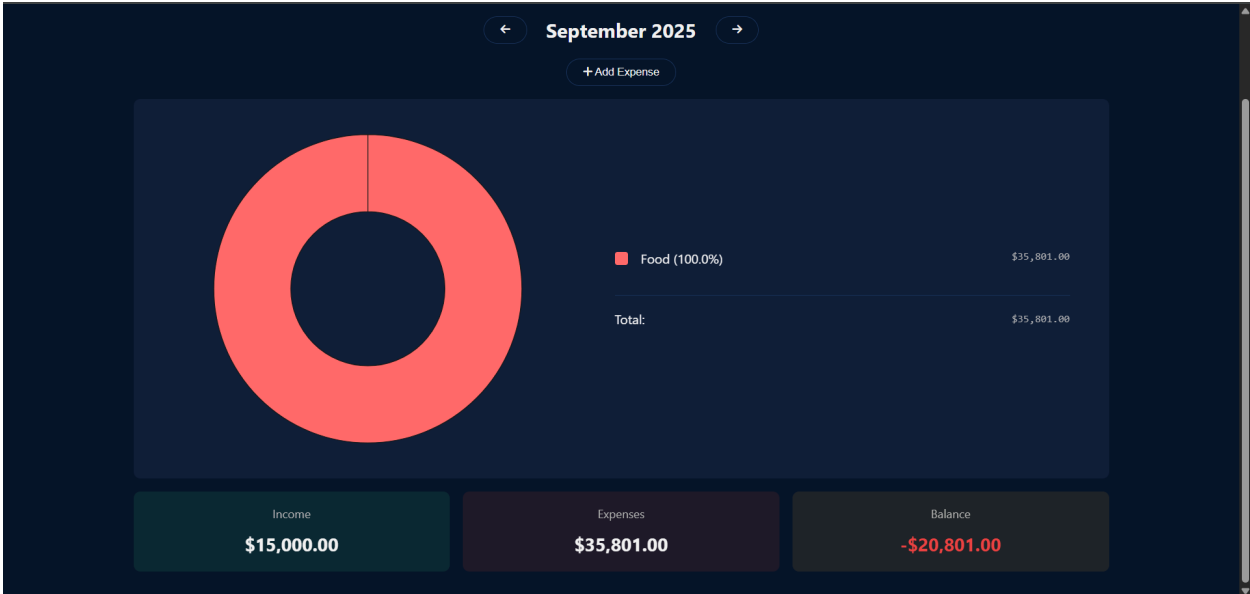 ← September 2025 →
+ Add Expense
Food (100.0%) $35,801.00
Total: $35,801.00
Income
$15,000.00
Expenses
$35,801.00
Balance
-$20,801.00